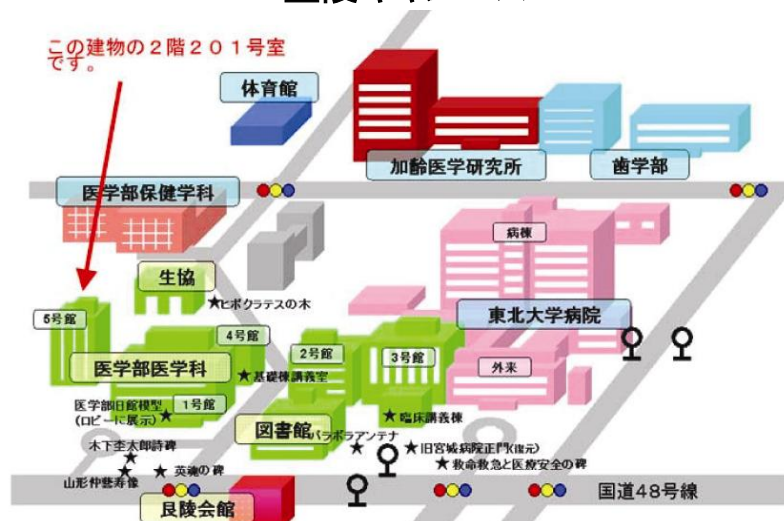 この建物の２階２０１号室
です。
体育館
加齢医学研究所
歯学部
医学部保健学科
病棟
生協
★ヒポクラテスの木
東北大学病院
5号館
4号館
2号館
3号館
医学部医学科
★基礎棟講義室
外来
医学部旧館模型
(ロビーに展示)★
1号館
★臨床講義棟
図書館
パラボラアンテナ
★
★旧宮城病院正門(復元)
木下杢太郎詩碑
★
★救命救急と医療安全の碑
★
★ 英魂の碑
山形仲藝寿像
国道48号線
艮陵会館